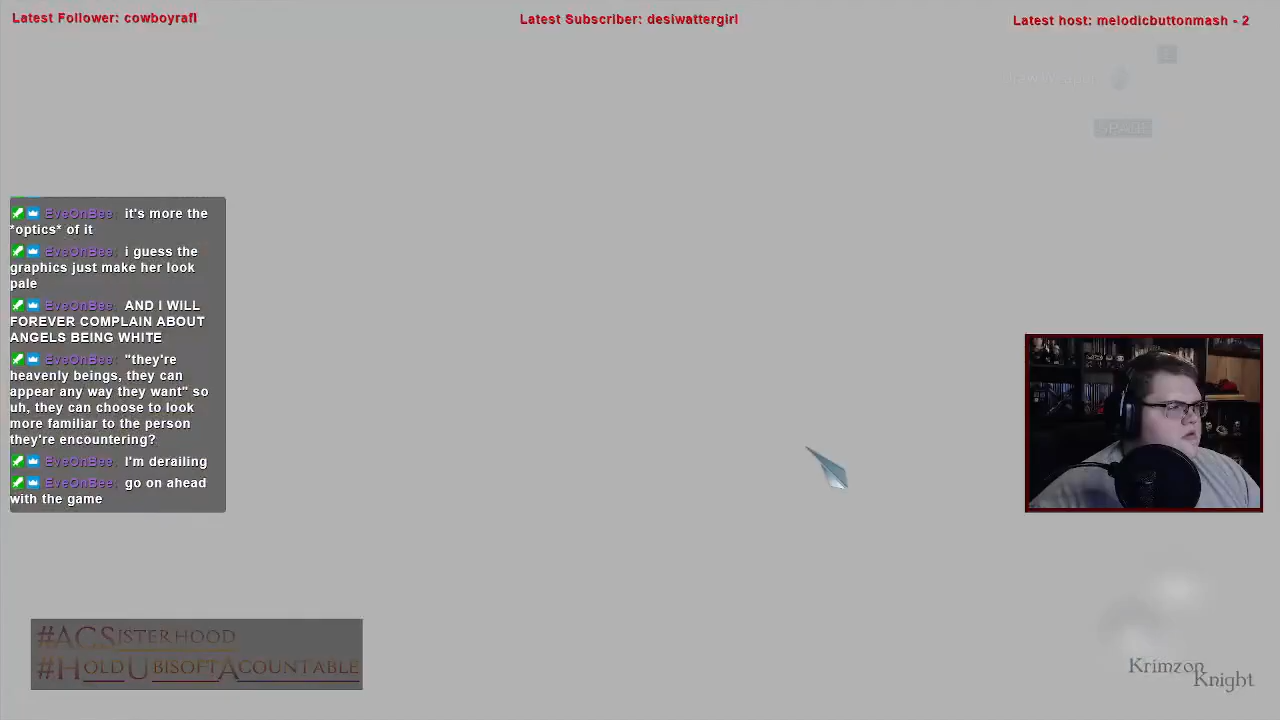 Latest Follower: cowboyrafl
Latest Subscriber: desiwattergirl
Latest host: melodicbuttonmash - 2
SPACE
EveOnBee: it's more the
*optics* of it
EveOnBee: i guess the
graphics just make her look
pale
EveOnBee: AND I WILL
FOREVER COMPLAIN ABOUT
ANGELS BEING WHITE
EveOnBee: "they're
heavenly beings, they can
appear any way they want" so
uh, they can choose to look
more familiar to the person
they're encountering?
EveOnBee: I'm derailing
EveOnBee: go on ahead
with the game
#ACSISTERHOOD
#HOLDUBISOFTACOUNTABLE
Krimzon
Knight